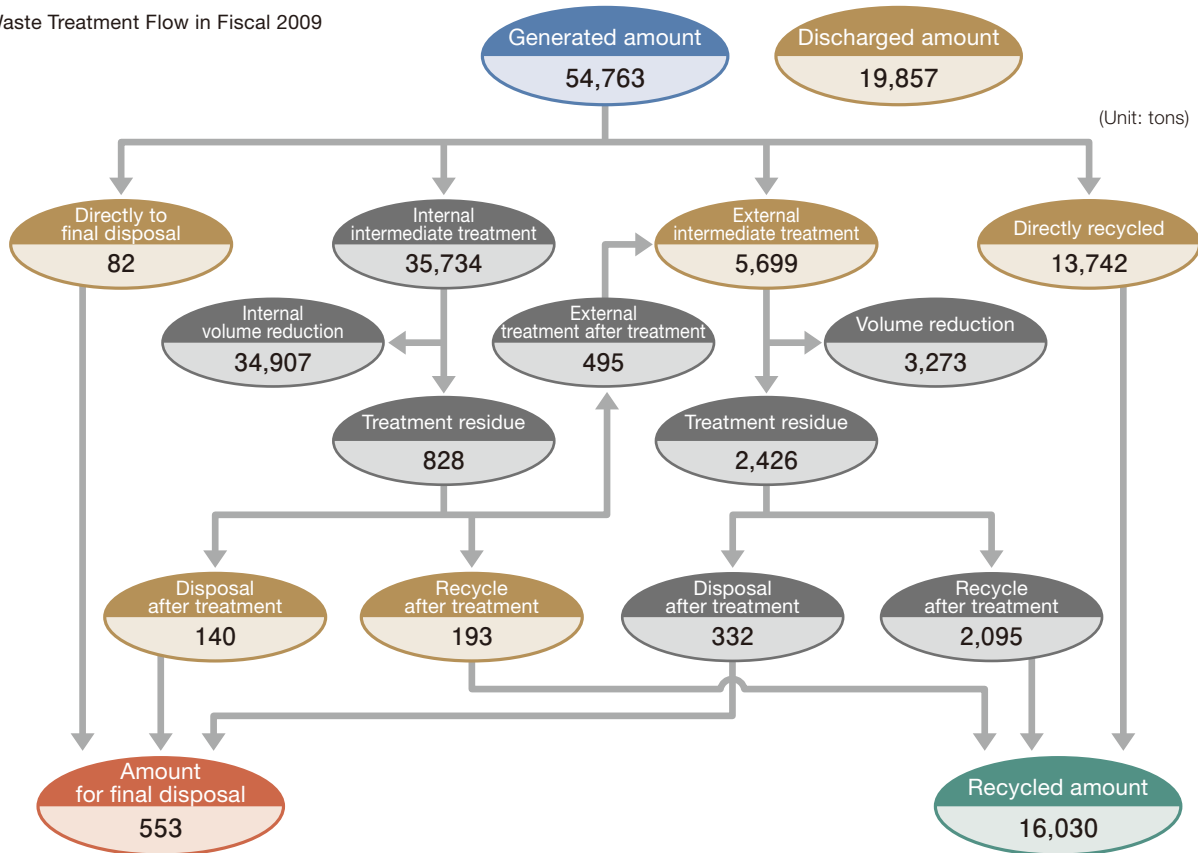 Waste Treatment Flow in Fiscal 2009
Generated amount
54,763
Discharged amount
19,857
(Unit: tons)
Directly to
final disposal
82
Internal
intermediate treatment
35,734
External
intermediate treatment
5,699
Directly recycled
13,742
Internal
volume reduction
34,907
External
treatment after treatment
495
Volume reduction
3,273
Treatment residue
828
Treatment residue
2,426
Disposal
after treatment
140
Recycle
after treatment
193
Disposal
after treatment
332
Recycle
after treatment
2,095
Amount
for final disposal
553
Recycled amount
16,030